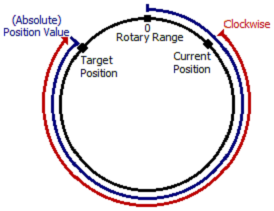 (Absolute)
Position Value
0
Rotary Range
Clockwise
Target
Position
Current
Position